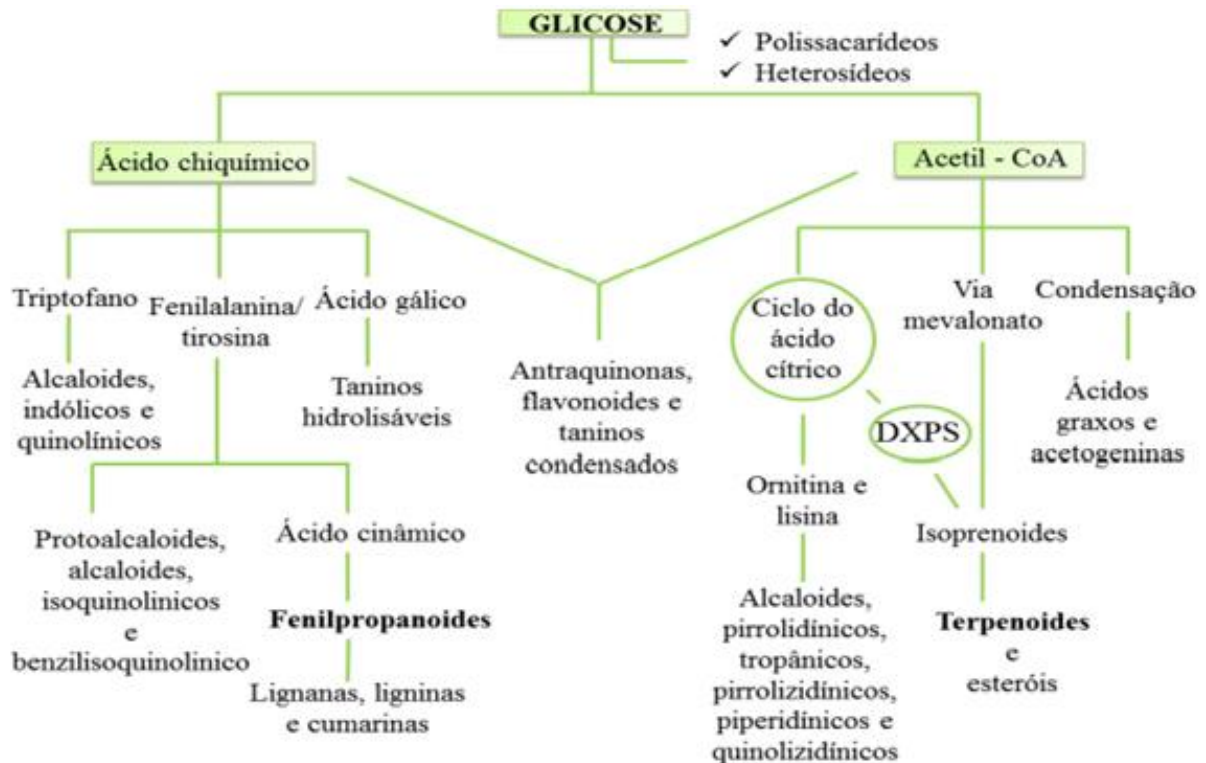 GLICOSE
✓ Polissacarídeos
✓ Heterosídeos
Ácido chiquímico
Acetil - CoA
Triptofano
Fenilalanina/
tirosina
Ácido gálico
Ciclo do
ácido
cítrico
Via
mevalonato
Condensação
Alcaloides,
indólicos e
quinolínicos
Taninos
hidrolisáveis
Antraquinonas,
flavonoides e
taninos
condensados
DXPS
Ácidos
graxos e
acetogeninas
Ornitina e
lisina
Isoprenoides
Protoalcaloides,
alcaloides,
isoquinolinicos
e
benzilisoquinolinico
Ácido cinâmico
Fenilpropanoides
Lignanas, ligninas
e cumarinas
Alcaloides,
pirrolidínicos,
tropânicos,
pirrolizidínicos,
piperidínicos e
quinolizidínicos
Terpenoides
e
esteróis